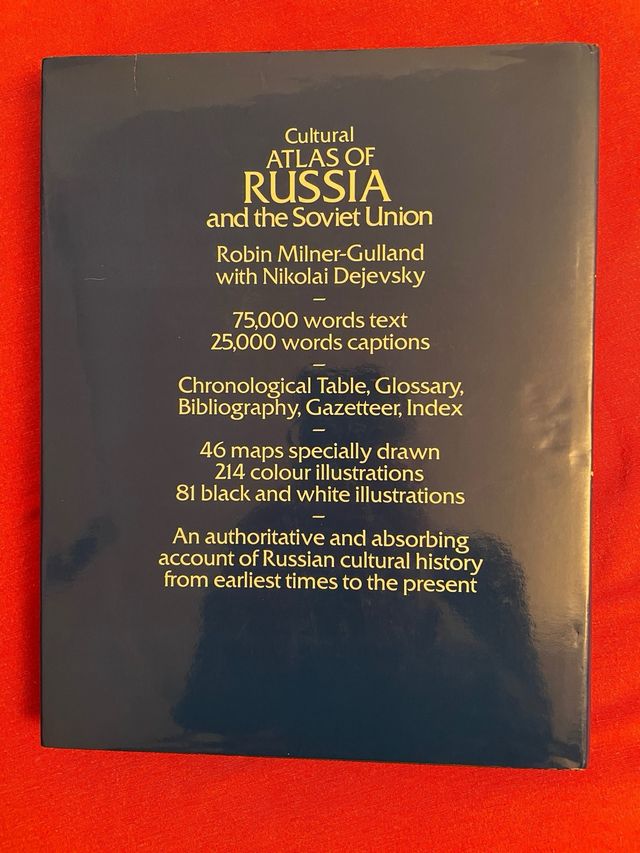 Cultural
ATLAS OF
RUSSIA
and the Soviet Union
Robin Milner-Gulland
with Nikolai Dejevsky
–
75,000 words text
25,000 words captions
–
Chronological Table, Glossary,
Bibliography, Gazetteer, Index
–
46 maps specially drawn
214 colour illustrations
81 black and white illustrations
–
An authoritative and absorbing
account of Russian cultural history
from earliest times to the present